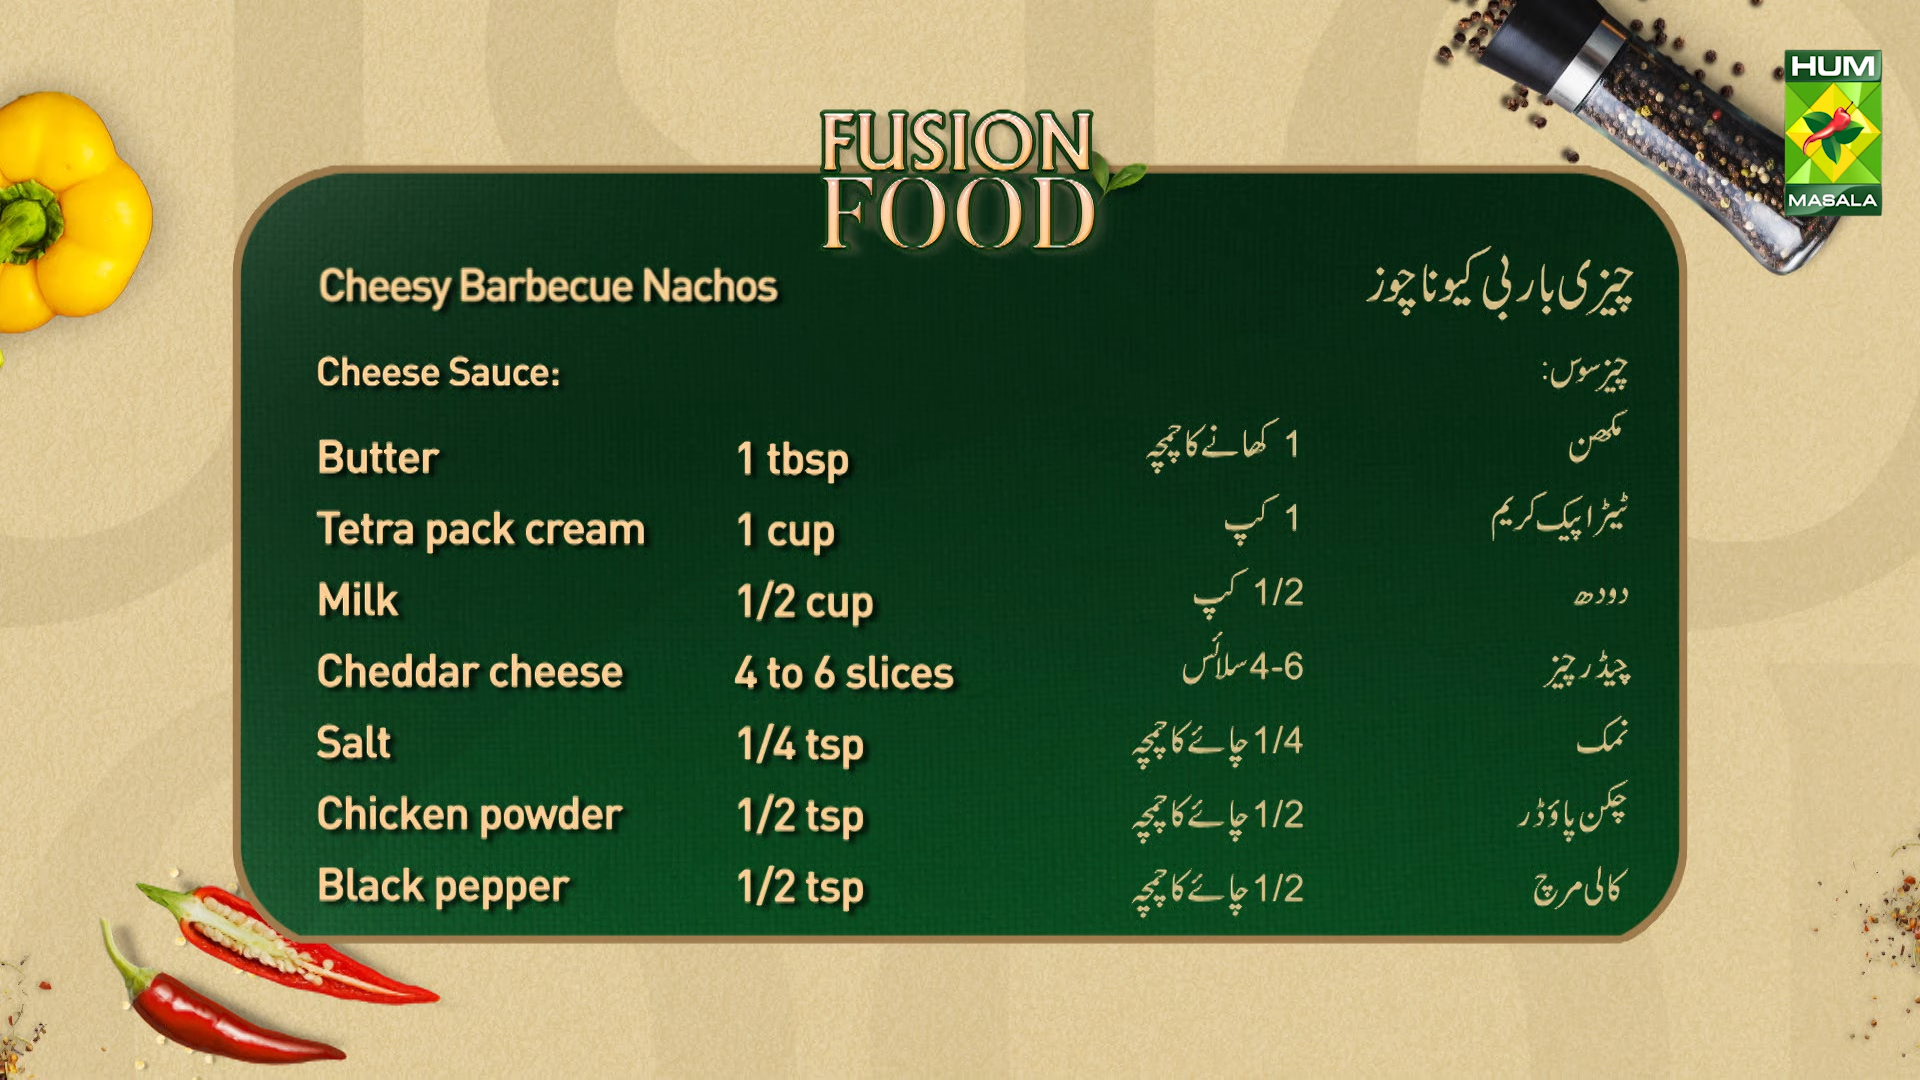 HUM
MASALA
FUSION
FOOD
Cheesy Barbecue Nachos چیزی باربی کیو ناچوز
Cheese Sauce: چیز سوس:
Butter 1 tbsp 1 کھانے کا چمچہ مکھن
Tetra pack cream 1 cup 1 کپ ٹیٹرا پیک کریم
Milk 1/2 cup 1/2 کپ دودھ
Cheddar cheese 4 to 6 slices 4-6 سلائس چیڈر چیز
Salt 1/4 tsp 1/4 چائے کا چمچہ نمک
Chicken powder 1/2 tsp 1/2 چائے کا چمچہ چکن پاؤڈر
Black pepper 1/2 tsp 1/2 چائے کا چمچہ کالی مرچ